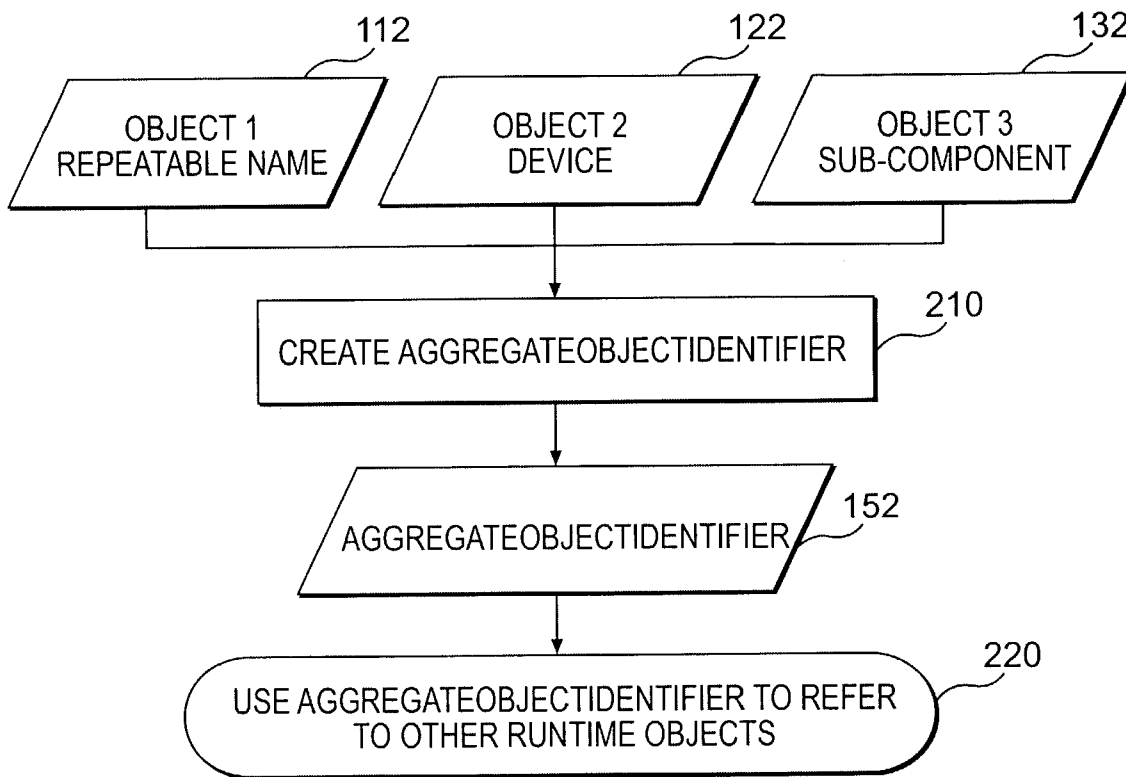 112
122
132
OBJECT 1
REPEATABLE NAME
OBJECT 2
DEVICE
OBJECT 3
SUB-COMPONENT
210
CREATE AGGREGATEOBJECTIDENTIFIER
152
AGGREGATEOBJECTIDENTIFIER
220
USE AGGREGATEOBJECTIDENTIFIER TO REFER
TO OTHER RUNTIME OBJECTS